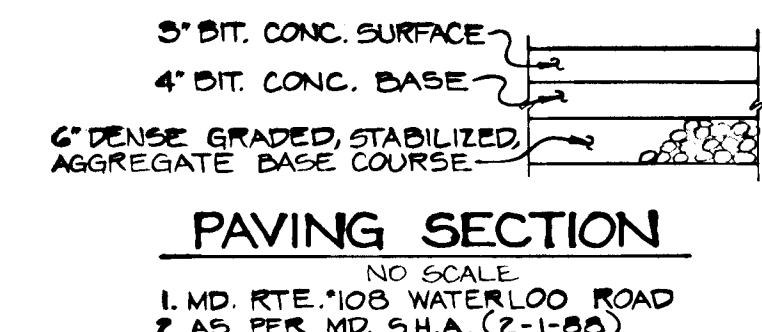 3" BIT. CONC. SURFACE
4" BIT. CONC. BASE
6" DENSE GRADED, STABILIZED,
AGGREGATE BASE COURSE
PAVING SECTION
NO SCALE
1. MD. RTE. #108 WATERLOO ROAD
2. AS PER MD. S.H.A. (2-1-88)